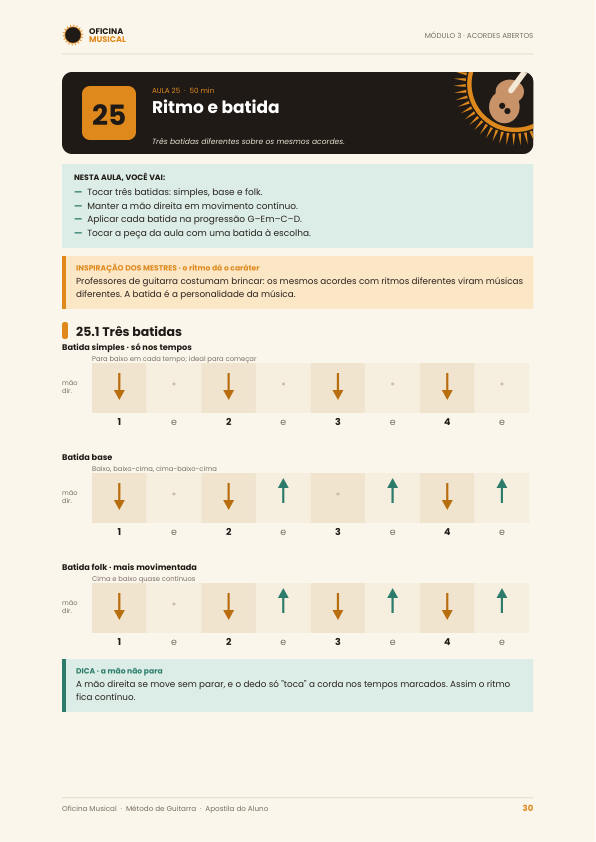 OFICINA
MUSICAL
MÓDULO 3 · ACORDES ABERTOS
25
AULA 25 · 50 min
Ritmo e batida
Três batidas diferentes sobre os mesmos acordes.
NESTA AULA, VOCÊ VAI:
— Tocar três batidas: simples, base e folk.
— Manter a mão direita em movimento contínuo.
— Aplicar cada batida na progressão G–Em–C–D.
— Tocar a peça da aula com uma batida à escolha.
INSPIRAÇÃO DOS MESTRES · o ritmo dá o caráter
Professores de guitarra costumam brincar: os mesmos acordes com ritmos diferentes viram músicas
diferentes. A batida é a personalidade da música.
25.1 Três batidas
Batida simples · só nos tempos
Para baixo em cada tempo; ideal para começar
mão
dir.
1 e 2 e 3 e 4 e
Batida base
Baixo, baixo-cima, cima-baixo-cima
mão
dir.
1 e 2 e 3 e 4 e
Batida folk · mais movimentada
Cima e baixo quase contínuos
mão
dir.
1 e 2 e 3 e 4 e
DICA · a mão não para
A mão direita se move sem parar, e o dedo só "toca" a corda nos tempos marcados. Assim o ritmo
fica contínuo.
Oficina Musical · Método de Guitarra · Apostila do Aluno
30